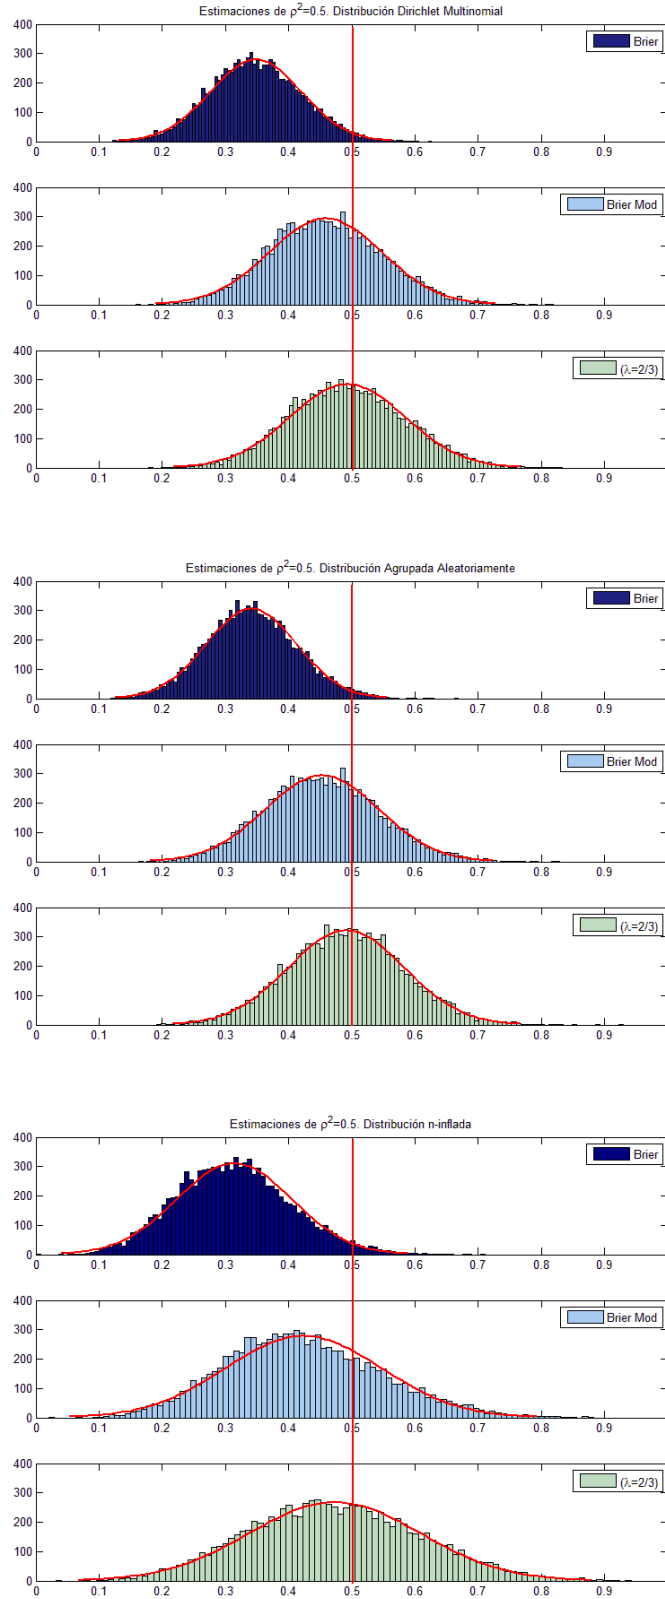 Estimaciones de ρ²=0.5. Distribución Dirichlet Multinomial
400
300
200
100
0
Brier
0 0.1 0.2 0.3 0.4 0.5 0.6 0.7 0.8 0.9
400
300
200
100
0
Brier Mod
0 0.1 0.2 0.3 0.4 0.5 0.6 0.7 0.8 0.9
400
300
200
100
0
(λ=2/3)
0 0.1 0.2 0.3 0.4 0.5 0.6 0.7 0.8 0.9
Estimaciones de ρ²=0.5. Distribución Agrupada Aleatoriamente
400
300
200
100
0
Brier
0 0.1 0.2 0.3 0.4 0.5 0.6 0.7 0.8 0.9
400
300
200
100
0
Brier Mod
0 0.1 0.2 0.3 0.4 0.5 0.6 0.7 0.8 0.9
400
300
200
100
0
(λ=2/3)
0 0.1 0.2 0.3 0.4 0.5 0.6 0.7 0.8 0.9
Estimaciones de ρ²=0.5. Distribución n-inflada
400
300
200
100
0
Brier
0 0.1 0.2 0.3 0.4 0.5 0.6 0.7 0.8 0.9
400
300
200
100
0
Brier Mod
0 0.1 0.2 0.3 0.4 0.5 0.6 0.7 0.8 0.9
400
300
200
100
0
(λ=2/3)
0 0.1 0.2 0.3 0.4 0.5 0.6 0.7 0.8 0.9